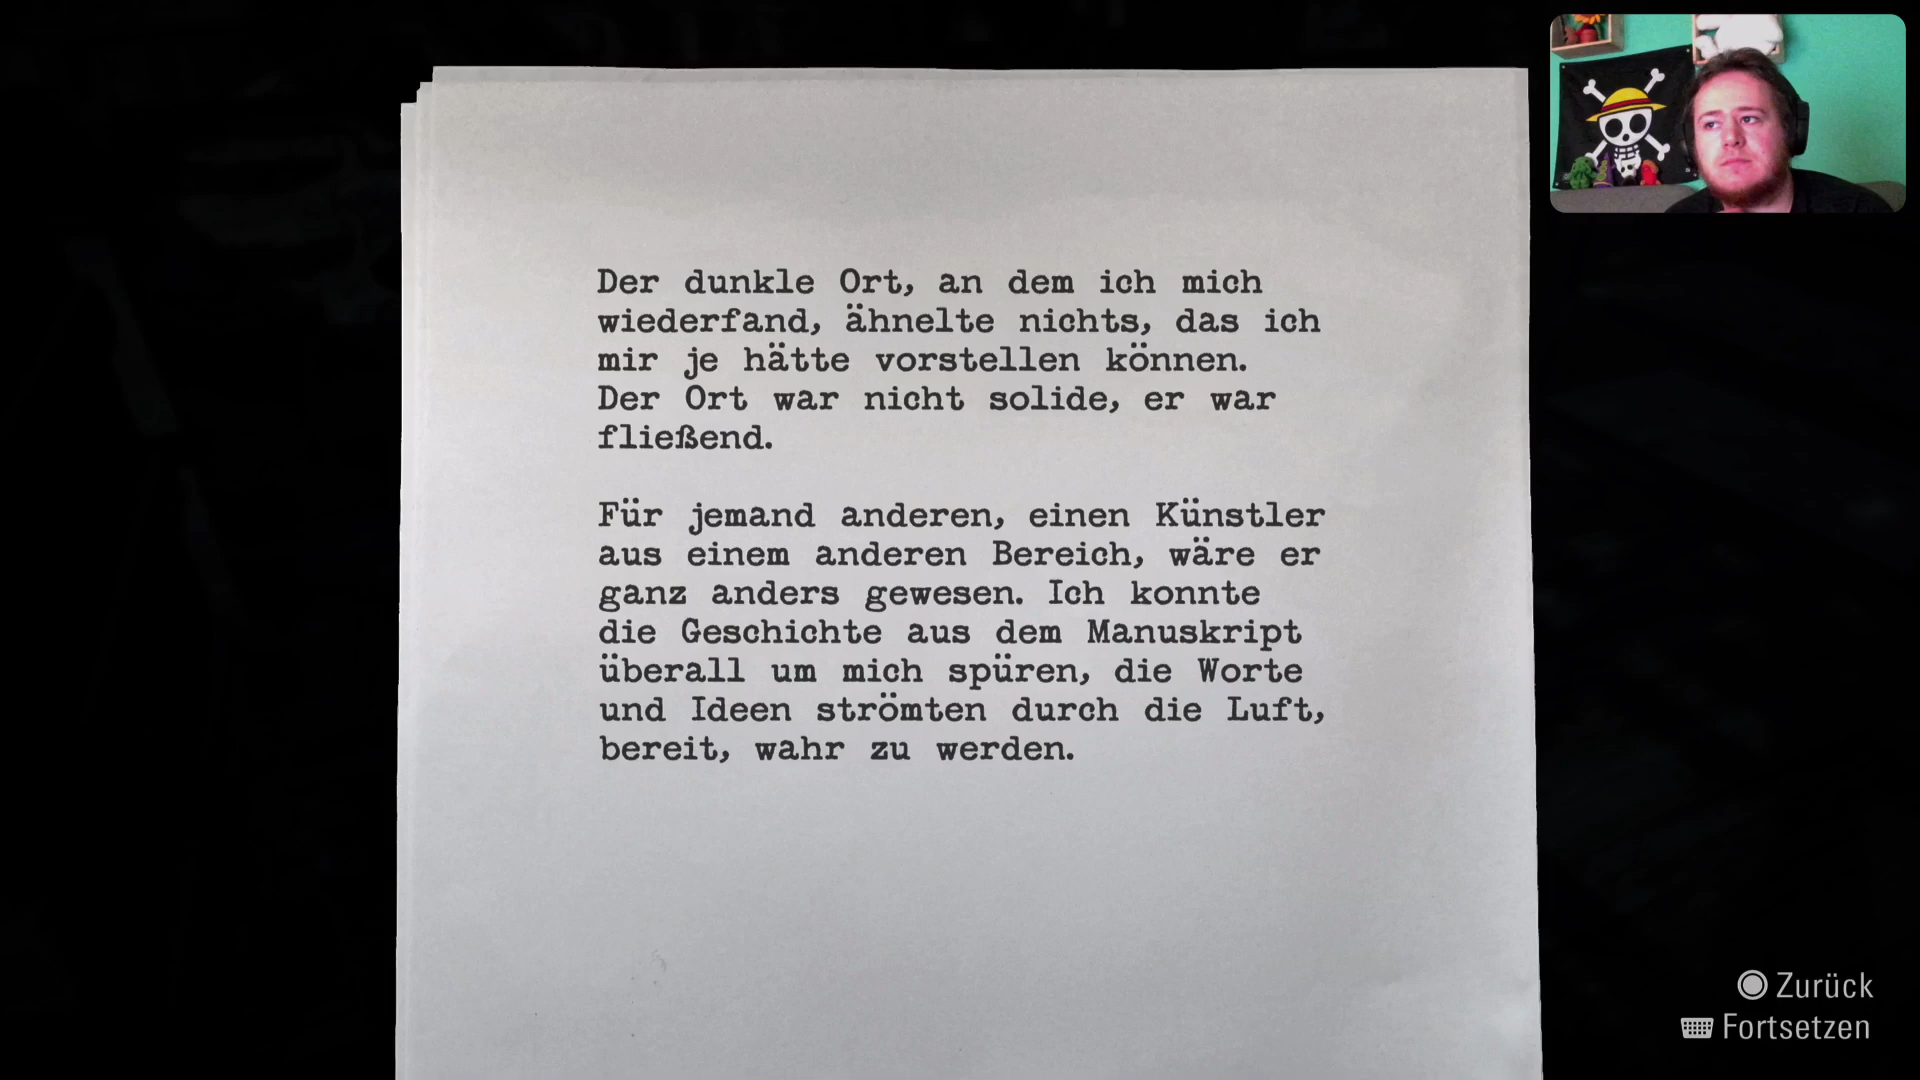 Der dunkle Ort, an dem ich mich
wiederfand, ähnelte nichts, das ich
mir je hätte vorstellen können.
Der Ort war nicht solide, er war
fließend.
Für jemand anderen, einen Künstler
aus einem anderen Bereich, wäre er
ganz anders gewesen. Ich konnte
die Geschichte aus dem Manuskript
überall um mich spüren, die Worte
und Ideen strömten durch die Luft,
bereit, wahr zu werden.
Zurück
Fortsetzen